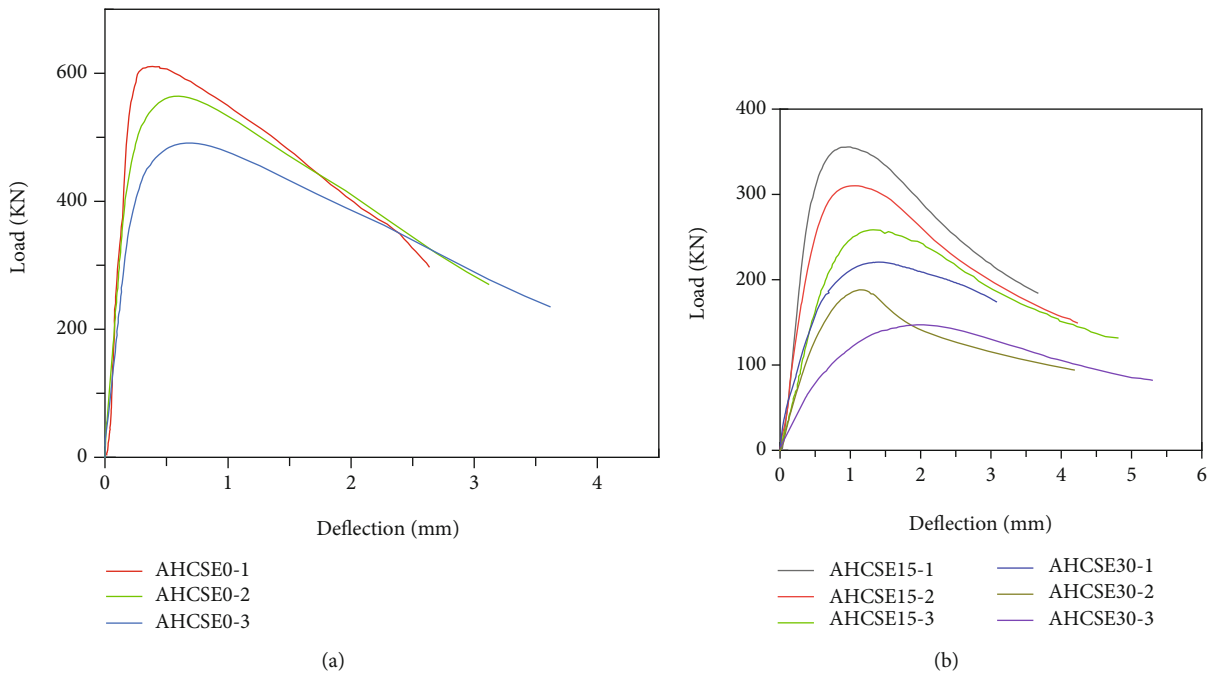 600
400
200
0
Load (KN)
0
1
2
3
4
Deflection (mm)
AHCSE0-1
AHCSE0-2
AHCSE0-3
(a)
400
300
200
100
0
Load (KN)
0
1
2
3
4
5
6
Deflection (mm)
AHCSE15-1
AHCSE15-2
AHCSE15-3
AHCSE30-1
AHCSE30-2
AHCSE30-3
(b)